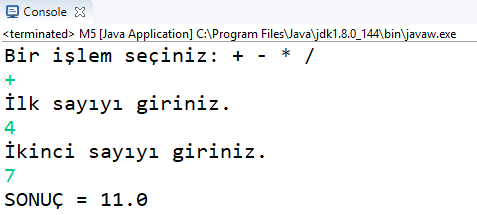 Console
<terminated> M5 [Java Application] C:\Program Files\Java\jdk1.8.0_144\bin\javaw.exe
Bir işlem seçiniz: + - * /
+
İlk sayıyı giriniz.
4
İkinci sayıyı giriniz.
7
SONUÇ = 11.0